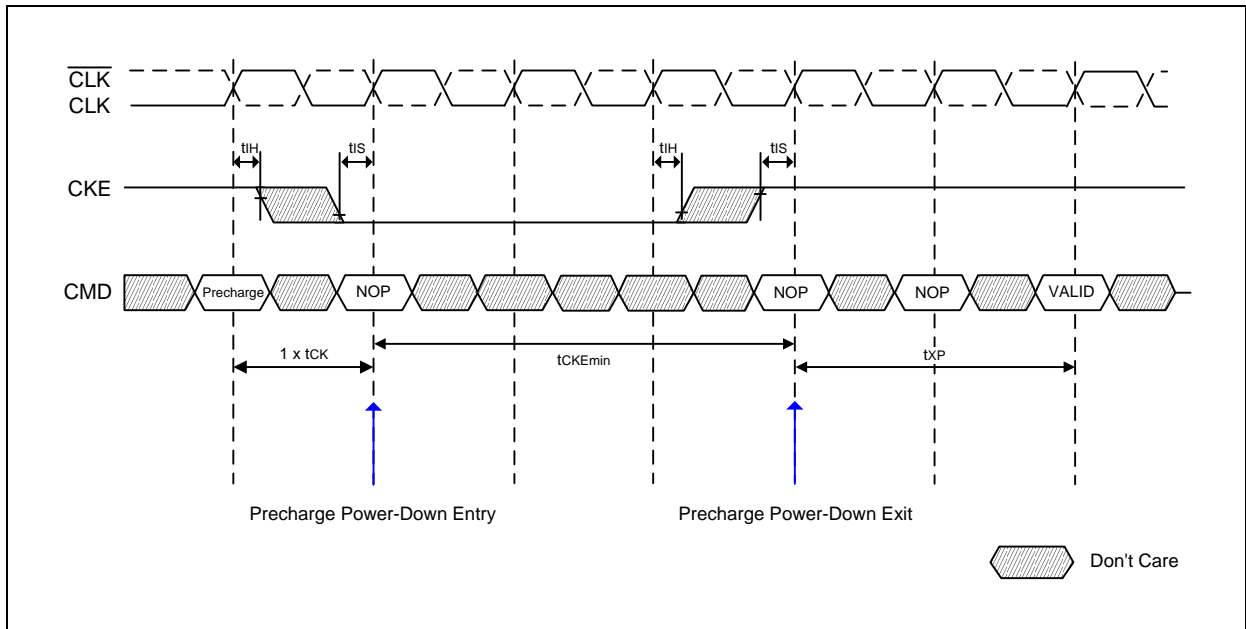 CLK
CLK
tIH
tIS
tIH
tIS
CKE
CMD
Precharge
NOP
NOP
NOP
VALID
1 x tCK
tCKEmin
tXP
Precharge Power-Down Entry
Precharge Power-Down Exit
Don't Care